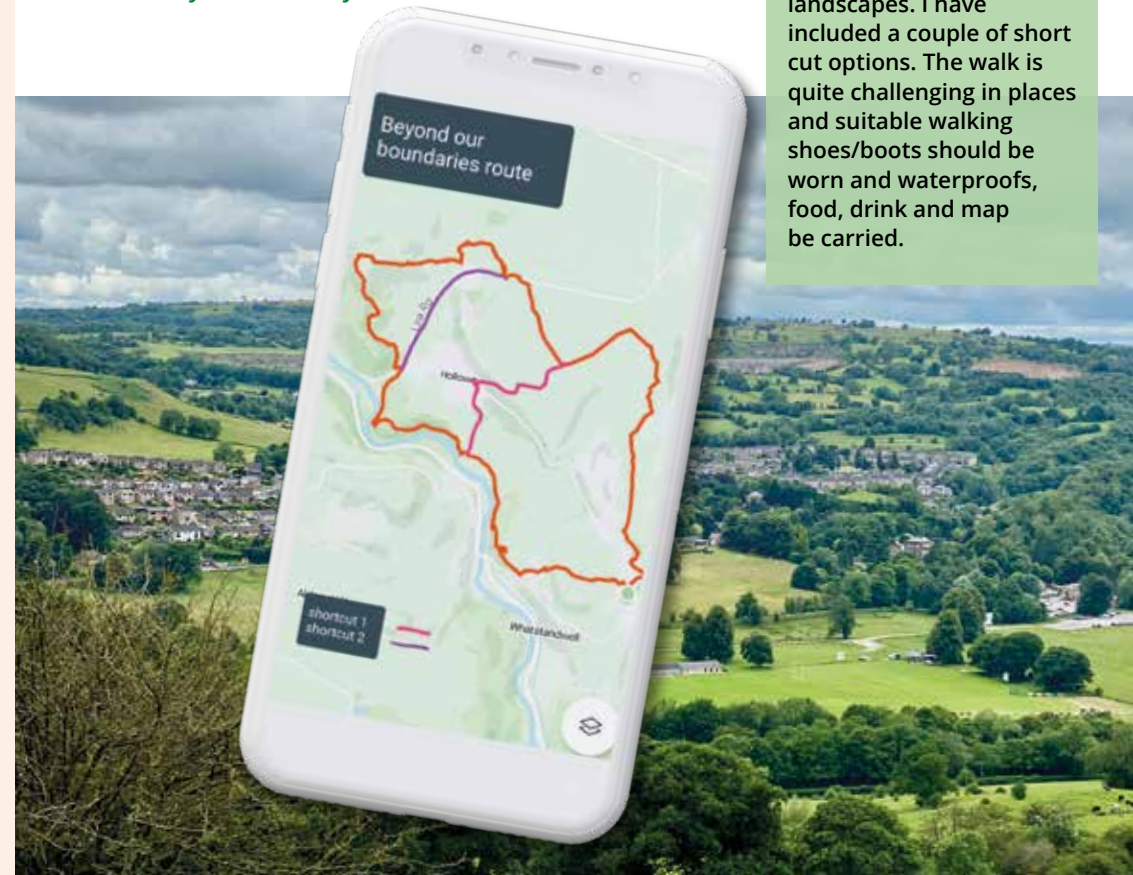 landscapes. I have
included a couple of short
cut options. The walk is
quite challenging in places
and suitable walking
shoes/boots should be
worn and waterproofs,
food, drink and map
be carried.
Beyond our
boundaries route
Whatstandwell
shortcut 1
shortcut 2